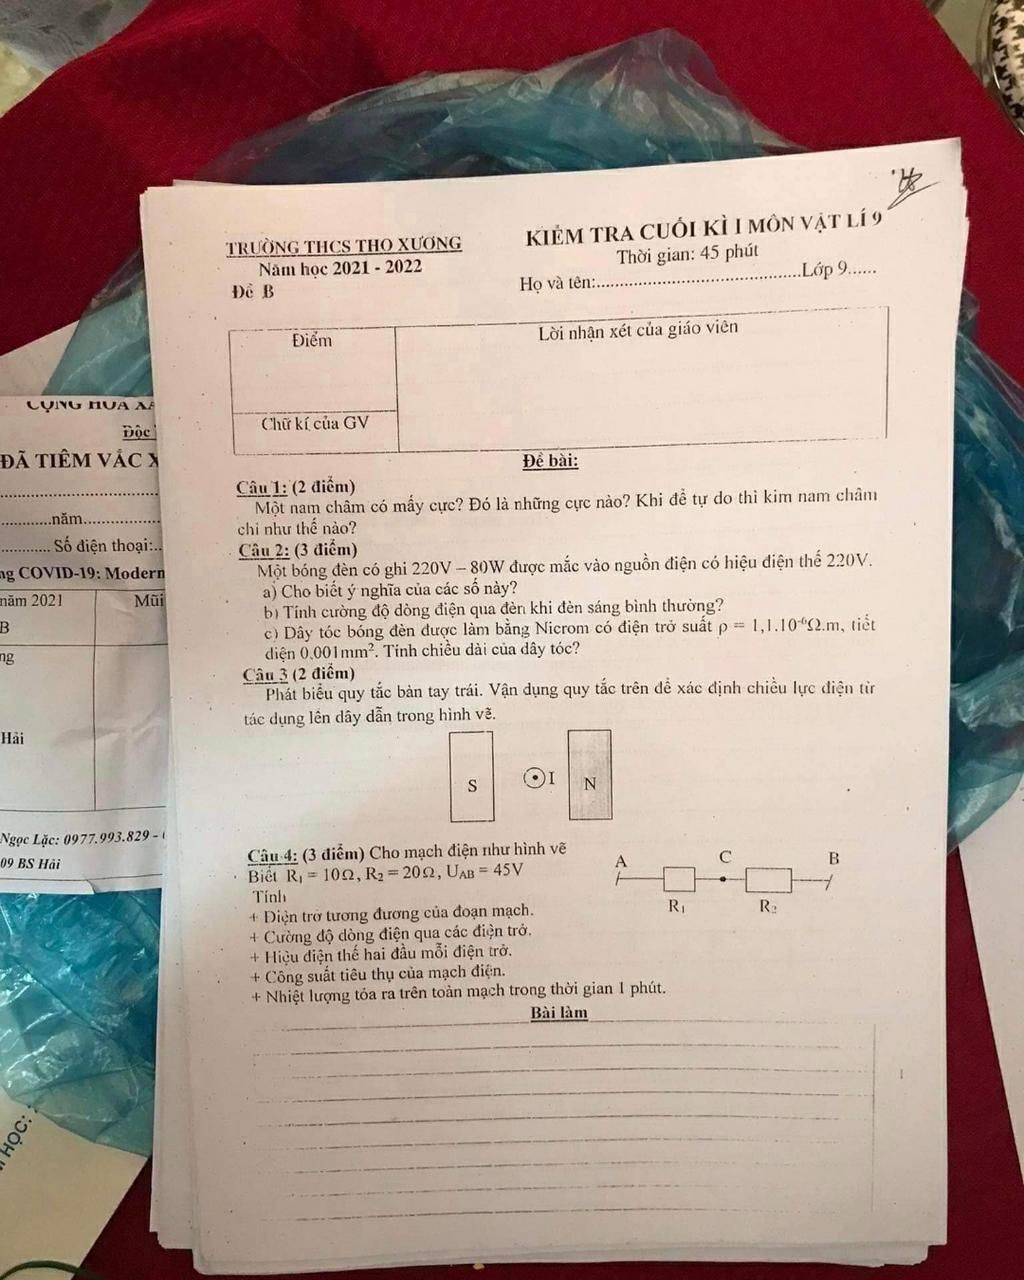 TRƯỜNG THCS THO XƯƠNG
Năm học 2021 - 2022
Đề B
KIỂM TRA CUỐI KÌ I MÔN VẬT LÍ 9
Thời gian: 45 phút
Họ và tên:..........................................Lớp 9......
Điểm
Lời nhận xét của giáo viên
Chữ kí của GV
Đề bài:
Câu 1: (2 điểm)
Một nam châm có mấy cực? Đó là những cực nào? Khi để tự do thì kim nam châm
chỉ như thế nào?
Câu 2: (3 điểm)
Một bóng đèn có ghi 220V – 80W được mắc vào nguồn điện có hiệu điện thế 220V.
a) Cho biết ý nghĩa của các số này?
b) Tính cường độ dòng điện qua đèn khi đèn sáng bình thường?
c) Dây tóc bóng đèn được làm bằng Nicrom có điện trở suất ρ = 1,1.10⁻⁶Ω.m, tiết
diện 0,001mm². Tính chiều dài của dây tóc?
Câu 3 (2 điểm)
Phát biểu quy tắc bàn tay trái. Vận dụng quy tắc trên để xác định chiều lực điện từ
tác dụng lên dây dẫn trong hình vẽ.
S
I
N
Câu 4: (3 điểm) Cho mạch điện như hình vẽ
Biết R₁ = 10Ω, R₂ = 20Ω, U_AB = 45V
Tính
+ Điện trở tương đương của đoạn mạch.
+ Cường độ dòng điện qua các điện trở.
+ Hiệu điện thế hai đầu mỗi điện trở.
+ Công suất tiêu thụ của mạch điện.
+ Nhiệt lượng tỏa ra trên toàn mạch trong thời gian 1 phút.
A
C
B
R₁
R₂
Bài làm
CỘNG HÒA XÃ
Độc
ĐÃ TIÊM VẮC X
............năm...............
............ Số điện thoại:..
ng COVID-19: Modern
năm 2021
Mũi
B
ng
Hải
Ngọc Lặc: 0977.993.829 -
09 BS Hải
HỌC: